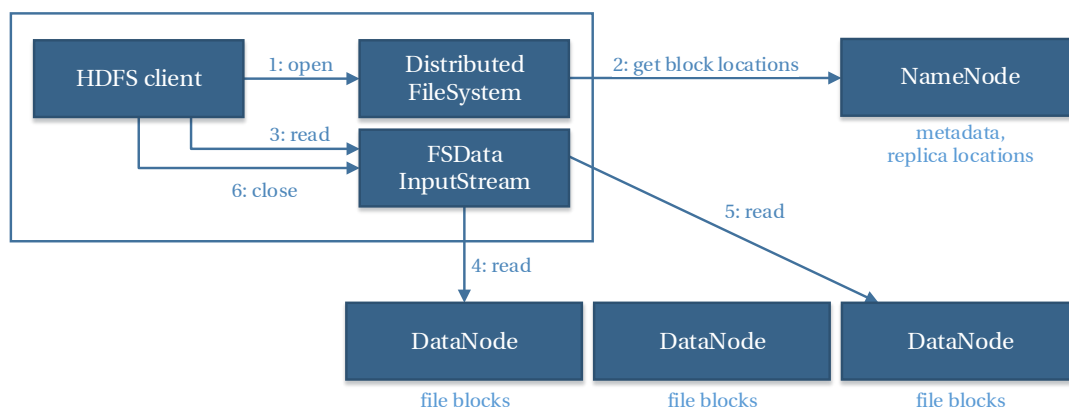 HDFS client
1: open
Distributed
FileSystem
2: get block locations
NameNode
metadata,
replica locations
3: read
FSData
InputStream
6: close
5: read
4: read
DataNode
DataNode
DataNode
file blocks
file blocks
file blocks